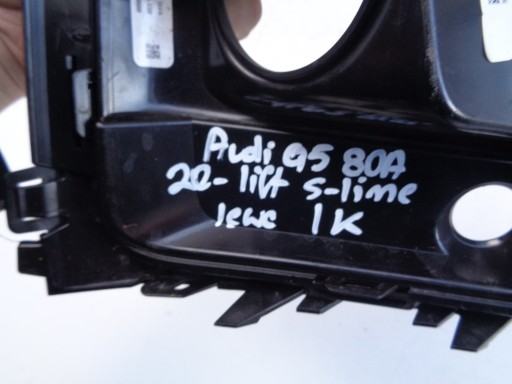 Audi Q5 80A
20- lift S-line
lewe 1K